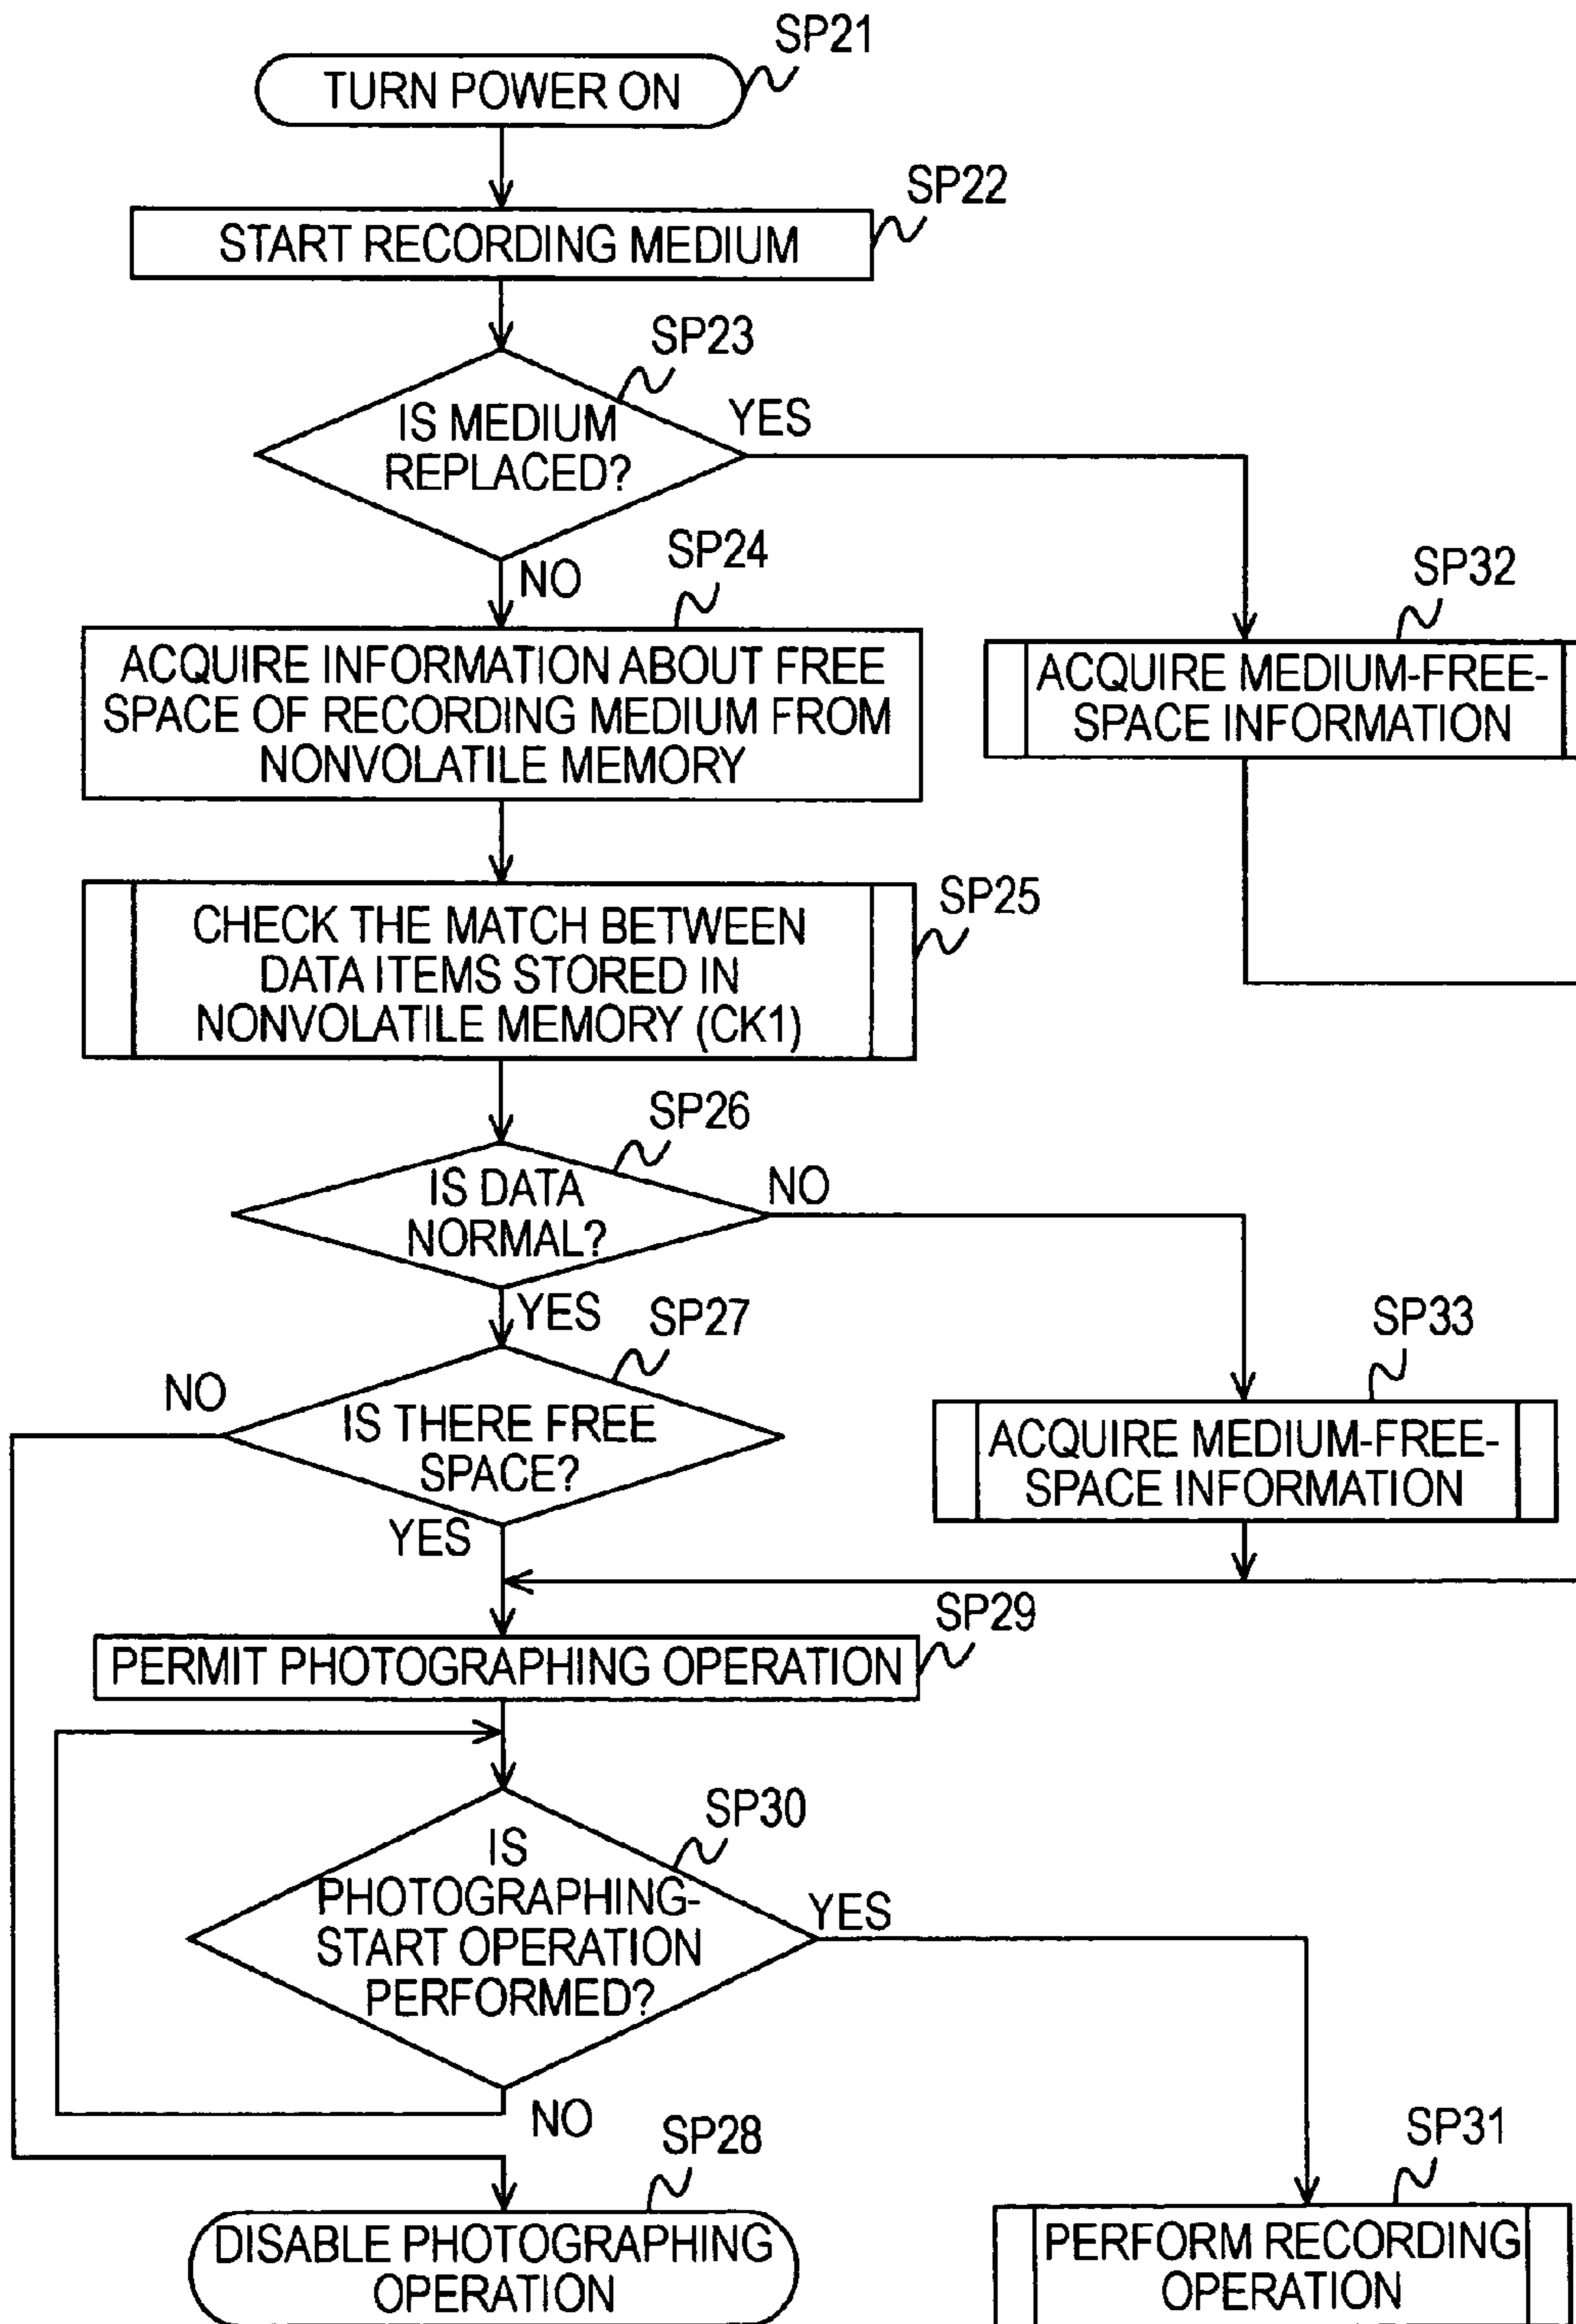 SP21
TURN POWER ON
SP22
START RECORDING MEDIUM
SP23
IS MEDIUM
REPLACED?
YES
NO
SP24
ACQUIRE INFORMATION ABOUT FREE
SPACE OF RECORDING MEDIUM FROM
NONVOLATILE MEMORY
SP32
ACQUIRE MEDIUM-FREE-
SPACE INFORMATION
SP25
CHECK THE MATCH BETWEEN
DATA ITEMS STORED IN
NONVOLATILE MEMORY (CK1)
SP26
IS DATA
NORMAL?
NO
YES
SP27
NO
IS THERE FREE
SPACE?
YES
SP33
ACQUIRE MEDIUM-FREE-
SPACE INFORMATION
SP29
PERMIT PHOTOGRAPHING OPERATION
SP30
IS
PHOTOGRAPHING-
START OPERATION
PERFORMED?
YES
NO
SP28
DISABLE PHOTOGRAPHING
OPERATION
SP31
PERFORM RECORDING
OPERATION